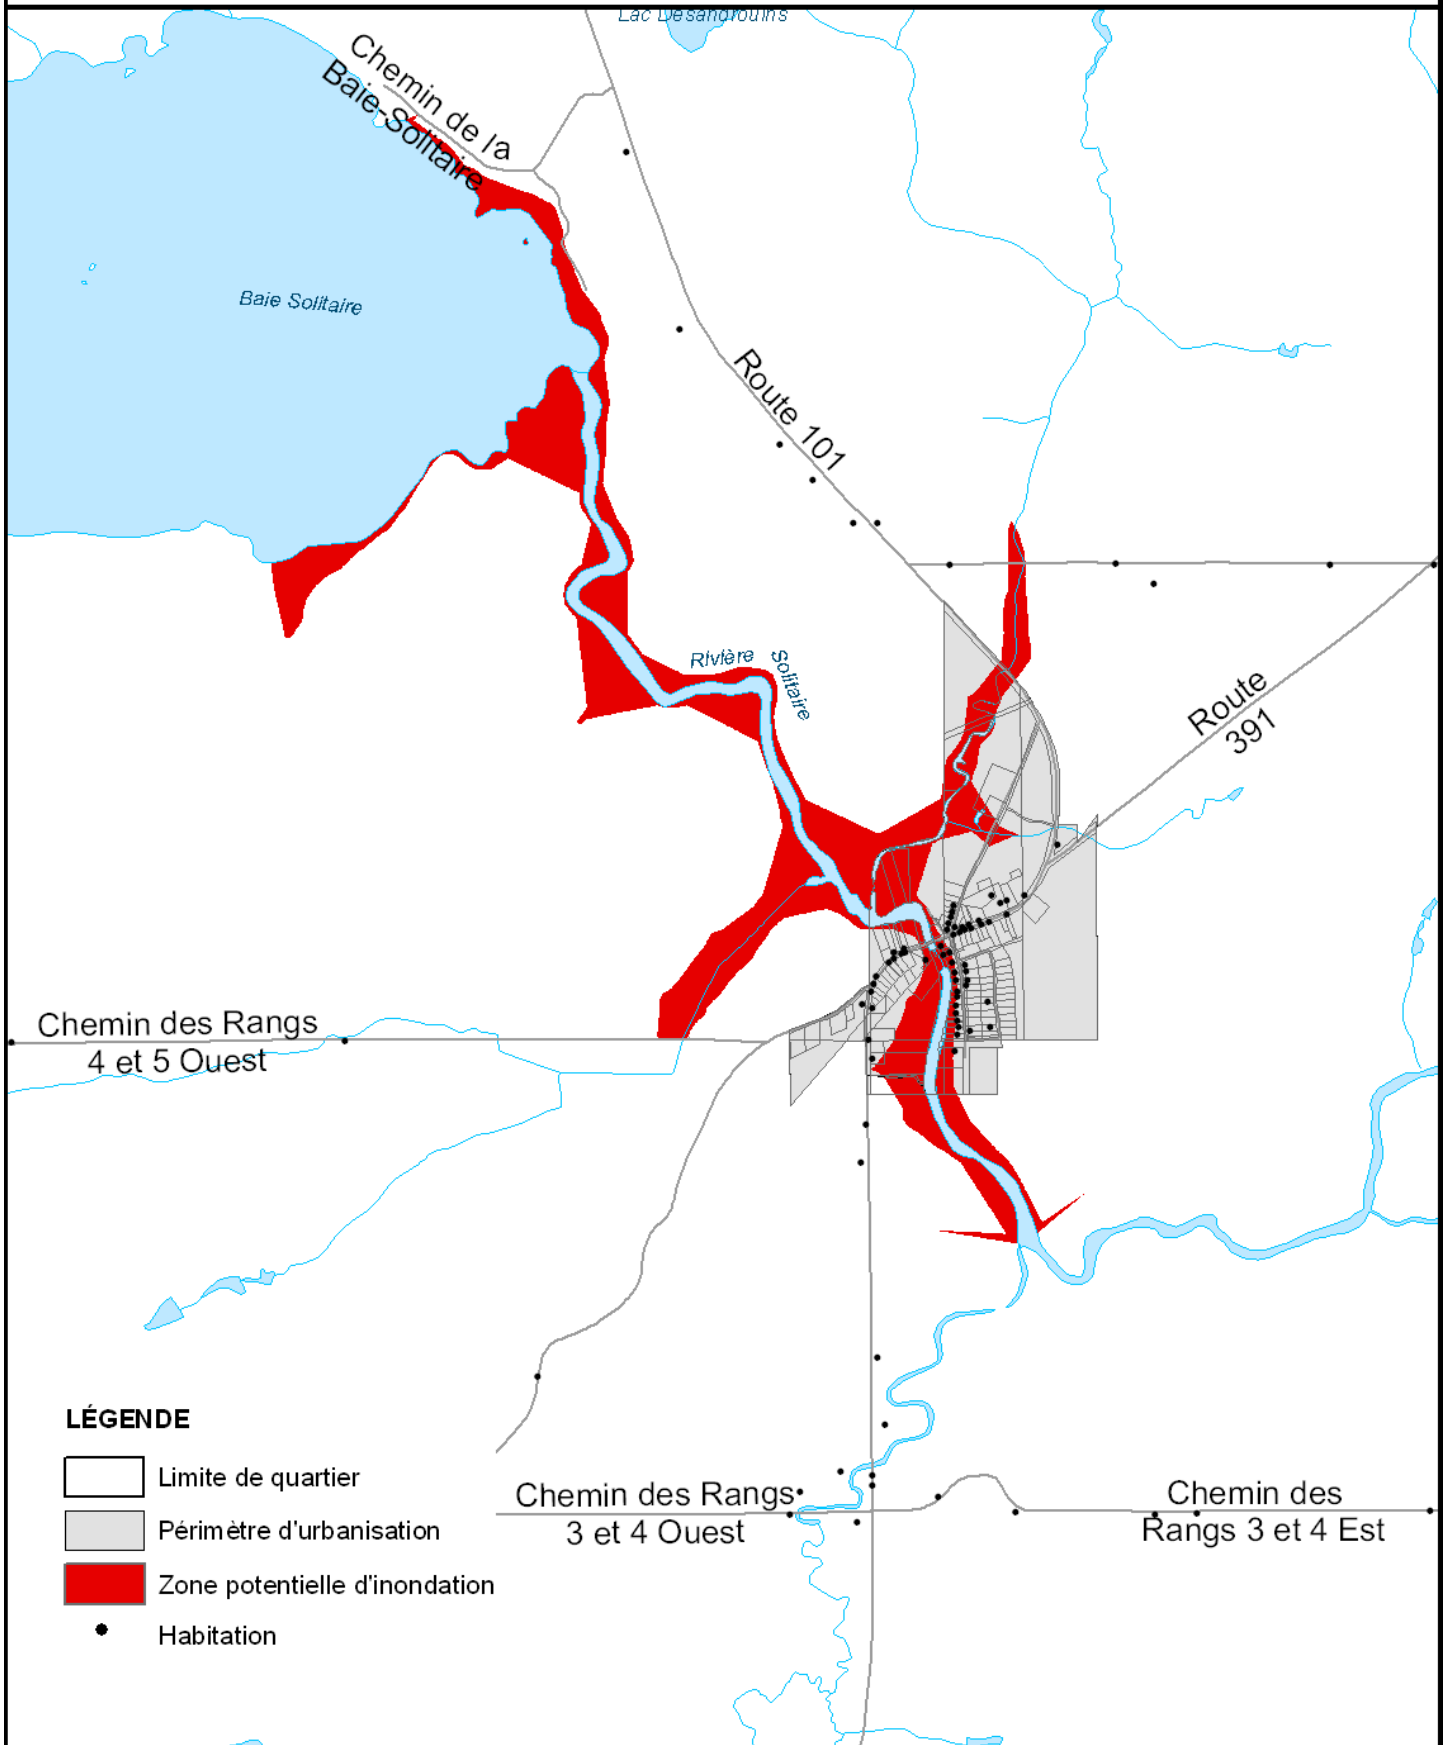 Lac Desandrouins
Chemin de la
Baie-Solitaire
Baie Solitaire
Route 101
Rivière
Solitaire
Route
391
Chemin des Rangs
4 et 5 Ouest
LÉGENDE
Limite de quartier
Périmètre d'urbanisation
Zone potentielle d'inondation
Habitation
Chemin des Rangs
3 et 4 Ouest
Chemin des
Rangs 3 et 4 Est